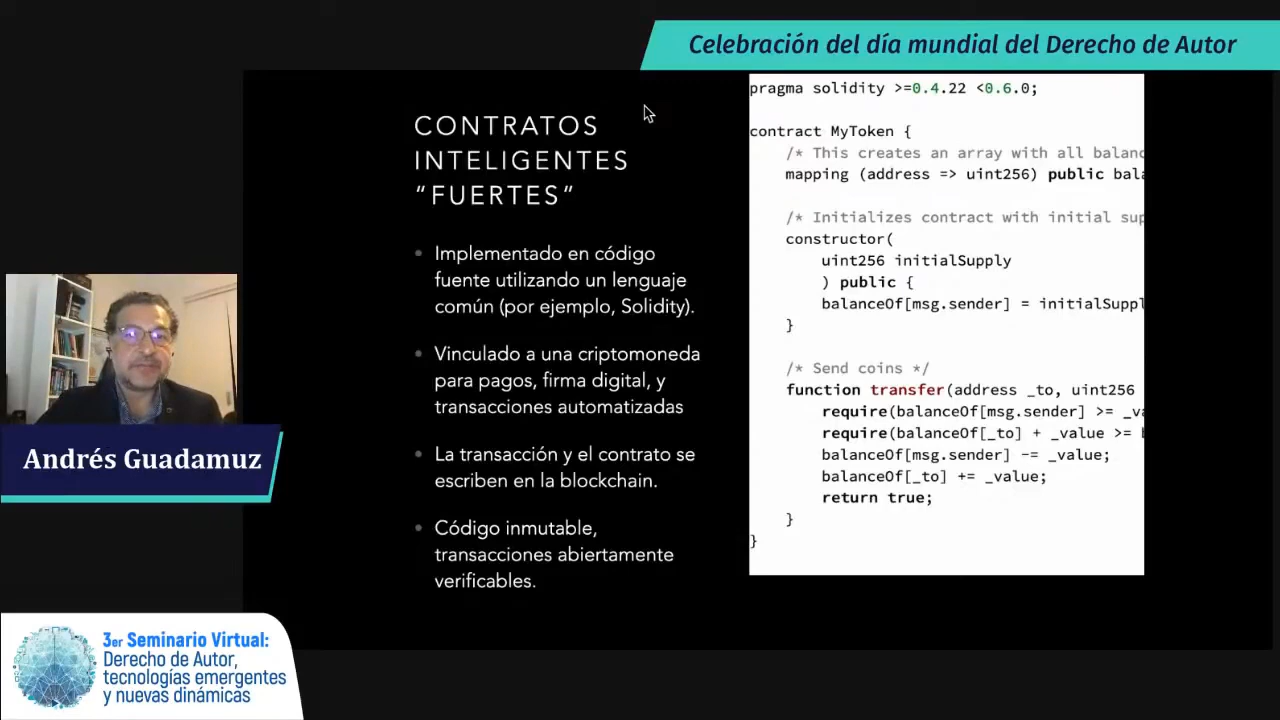 Celebración del día mundial del Derecho de Autor
CONTRATOS
INTELIGENTES
“FUERTES”
• Implementado en código
fuente utilizando un lenguaje
común (por ejemplo, Solidity).
• Vinculado a una criptomoneda
para pagos, firma digital, y
transacciones automatizadas
• La transacción y el contrato se
escriben en la blockchain.
• Código inmutable,
transacciones abiertamente
verificables.
pragma solidity >=0.4.22 <0.6.0;
contract MyToken {
/* This creates an array with all balanc
mapping (address => uint256) public bala
/* Initializes contract with initial sup
constructor(
uint256 initialSupply
) public {
balanceOf[msg.sender] = initialSuppl
}
/* Send coins */
function transfer(address _to, uint256
require(balanceOf[msg.sender] >= _va
require(balanceOf[_to] + _value >= b
balanceOf[msg.sender] -= _value;
balanceOf[_to] += _value;
return true;
}
}
Andrés Guadamuz
3er Seminario Virtual:
Derecho de Autor,
tecnologías emergentes
y nuevas dinámicas